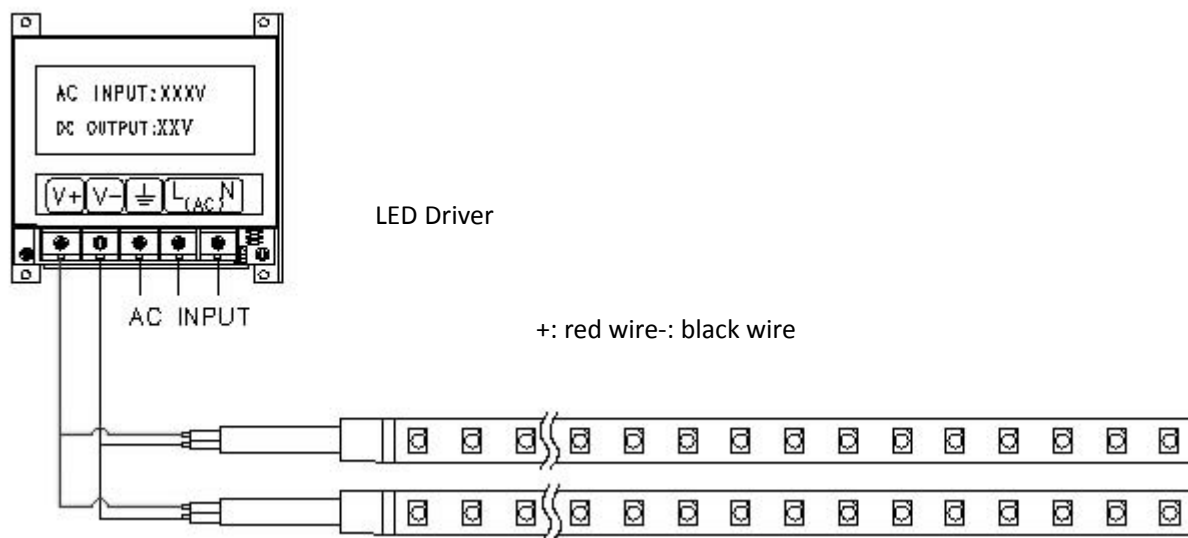 AC INPUT:XXXV
DC OUTPUT:XXV
V+ V- L(AC)N
LED Driver
AC INPUT
+: red wire-: black wire